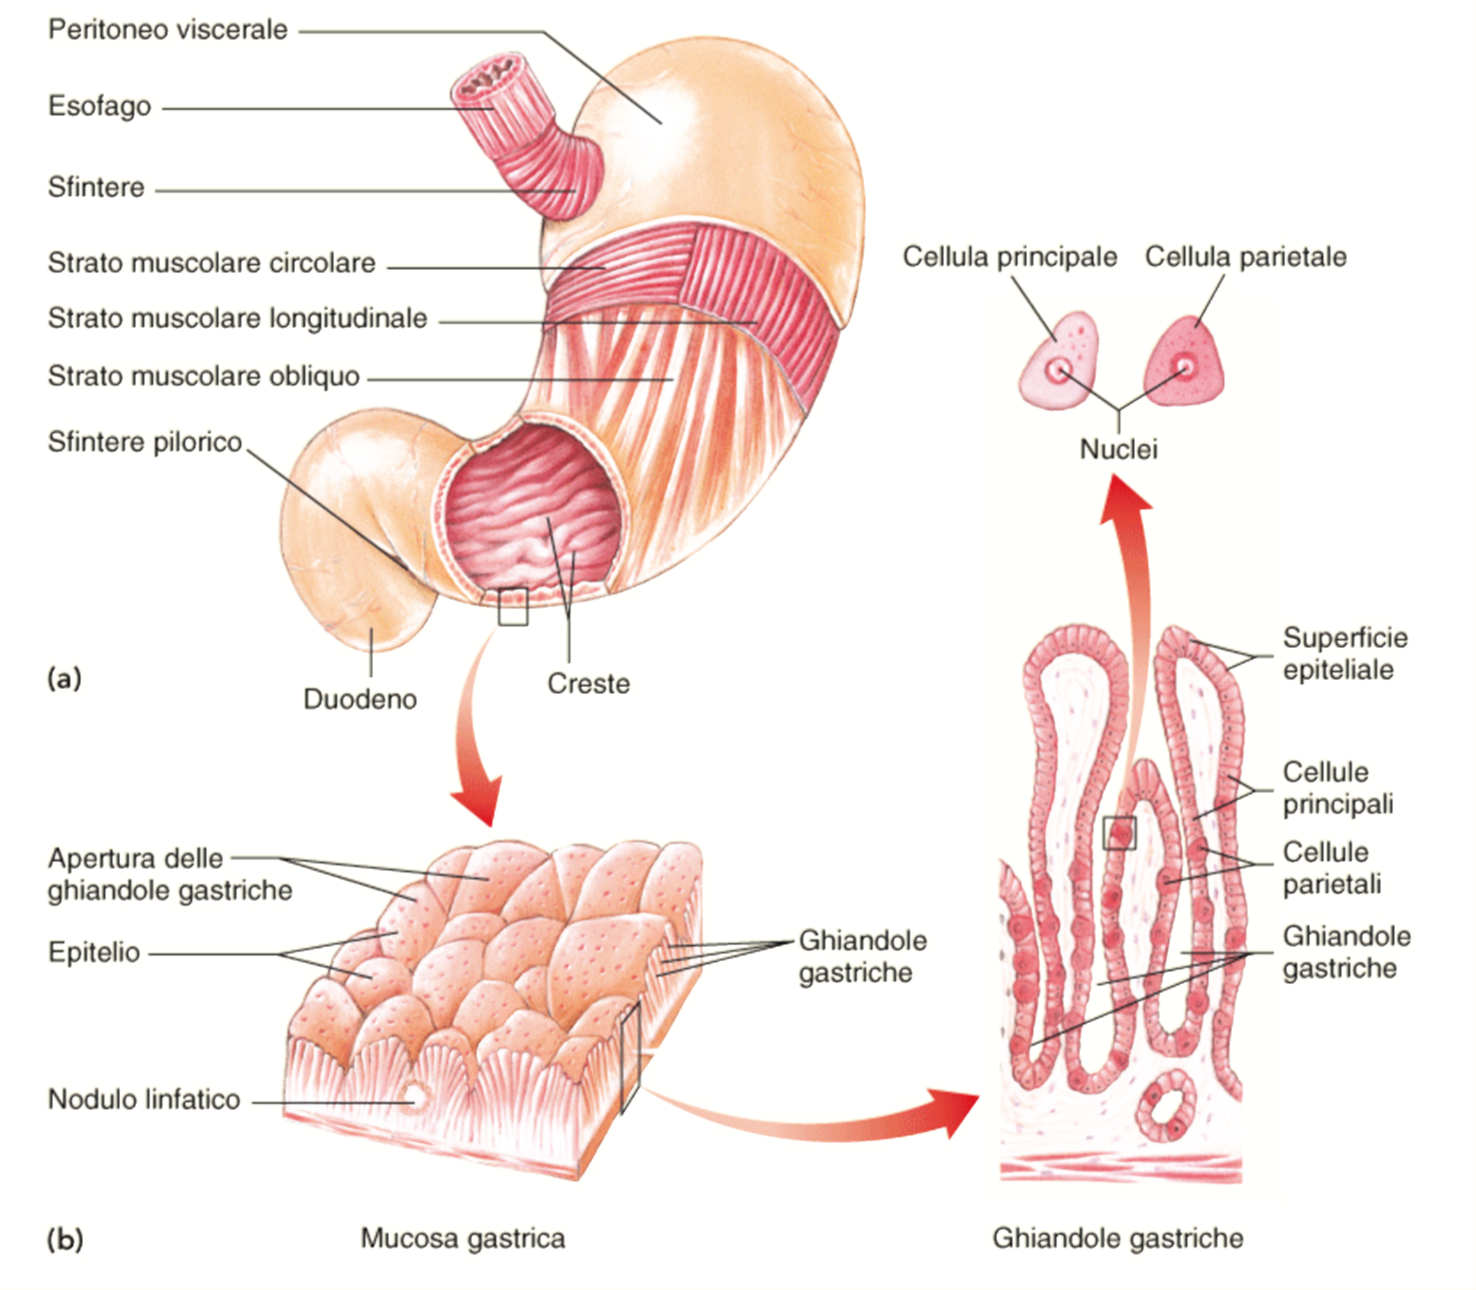 Peritoneo viscerale
Esofago
Sfintere
Strato muscolare circolare
Strato muscolare longitudinale
Strato muscolare obliquo
Sfintere pilorico
(a)
Duodeno
Creste
Cellula principale
Cellula parietale
Nuclei
Superficie
epiteliale
Cellule
principali
Cellule
parietali
Ghiandole
gastriche
Apertura delle
ghiandole gastriche
Epitelio
Nodulo linfatico
Ghiandole
gastriche
(b)
Mucosa gastrica
Ghiandole gastriche